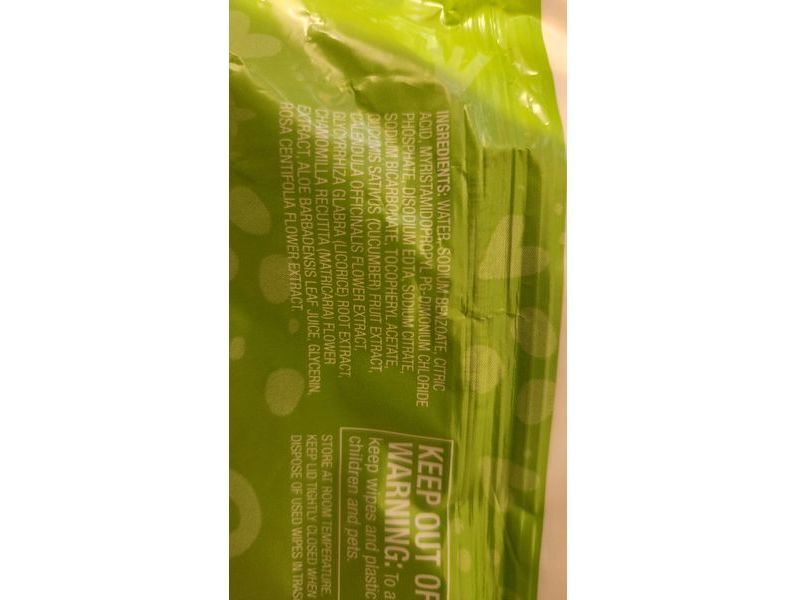 INGREDIENTS: WATER, SODIUM BENZOATE, CITRIC
ACID, MYRISTAMIDOPROPYL PG-DIMONIUM CHLORIDE
PHOSPHATE, DISODIUM EDTA, SODIUM CITRATE,
SODIUM BICARBONATE, TOCOPHERYL ACETATE,
CUCUMIS SATIVUS (CUCUMBER) FRUIT EXTRACT,
CALENDULA OFFICINALIS FLOWER EXTRACT,
GLYCYRRHIZA GLABRA (LICORICE) ROOT EXTRACT,
CHAMOMILLA RECUTITA (MATRICARIA) FLOWER
EXTRACT, ALOE BARBADENSIS LEAF JUICE, GLYCERIN,
ROSA CENTIFOLIA FLOWER EXTRACT.
KEEP OUT OF
WARNING: To a
keep wipes and plastic
children and pets.
STORE AT ROOM TEMPERATURE.
KEEP LID TIGHTLY CLOSED WHEN
DISPOSE OF USED WIPES IN TRASH